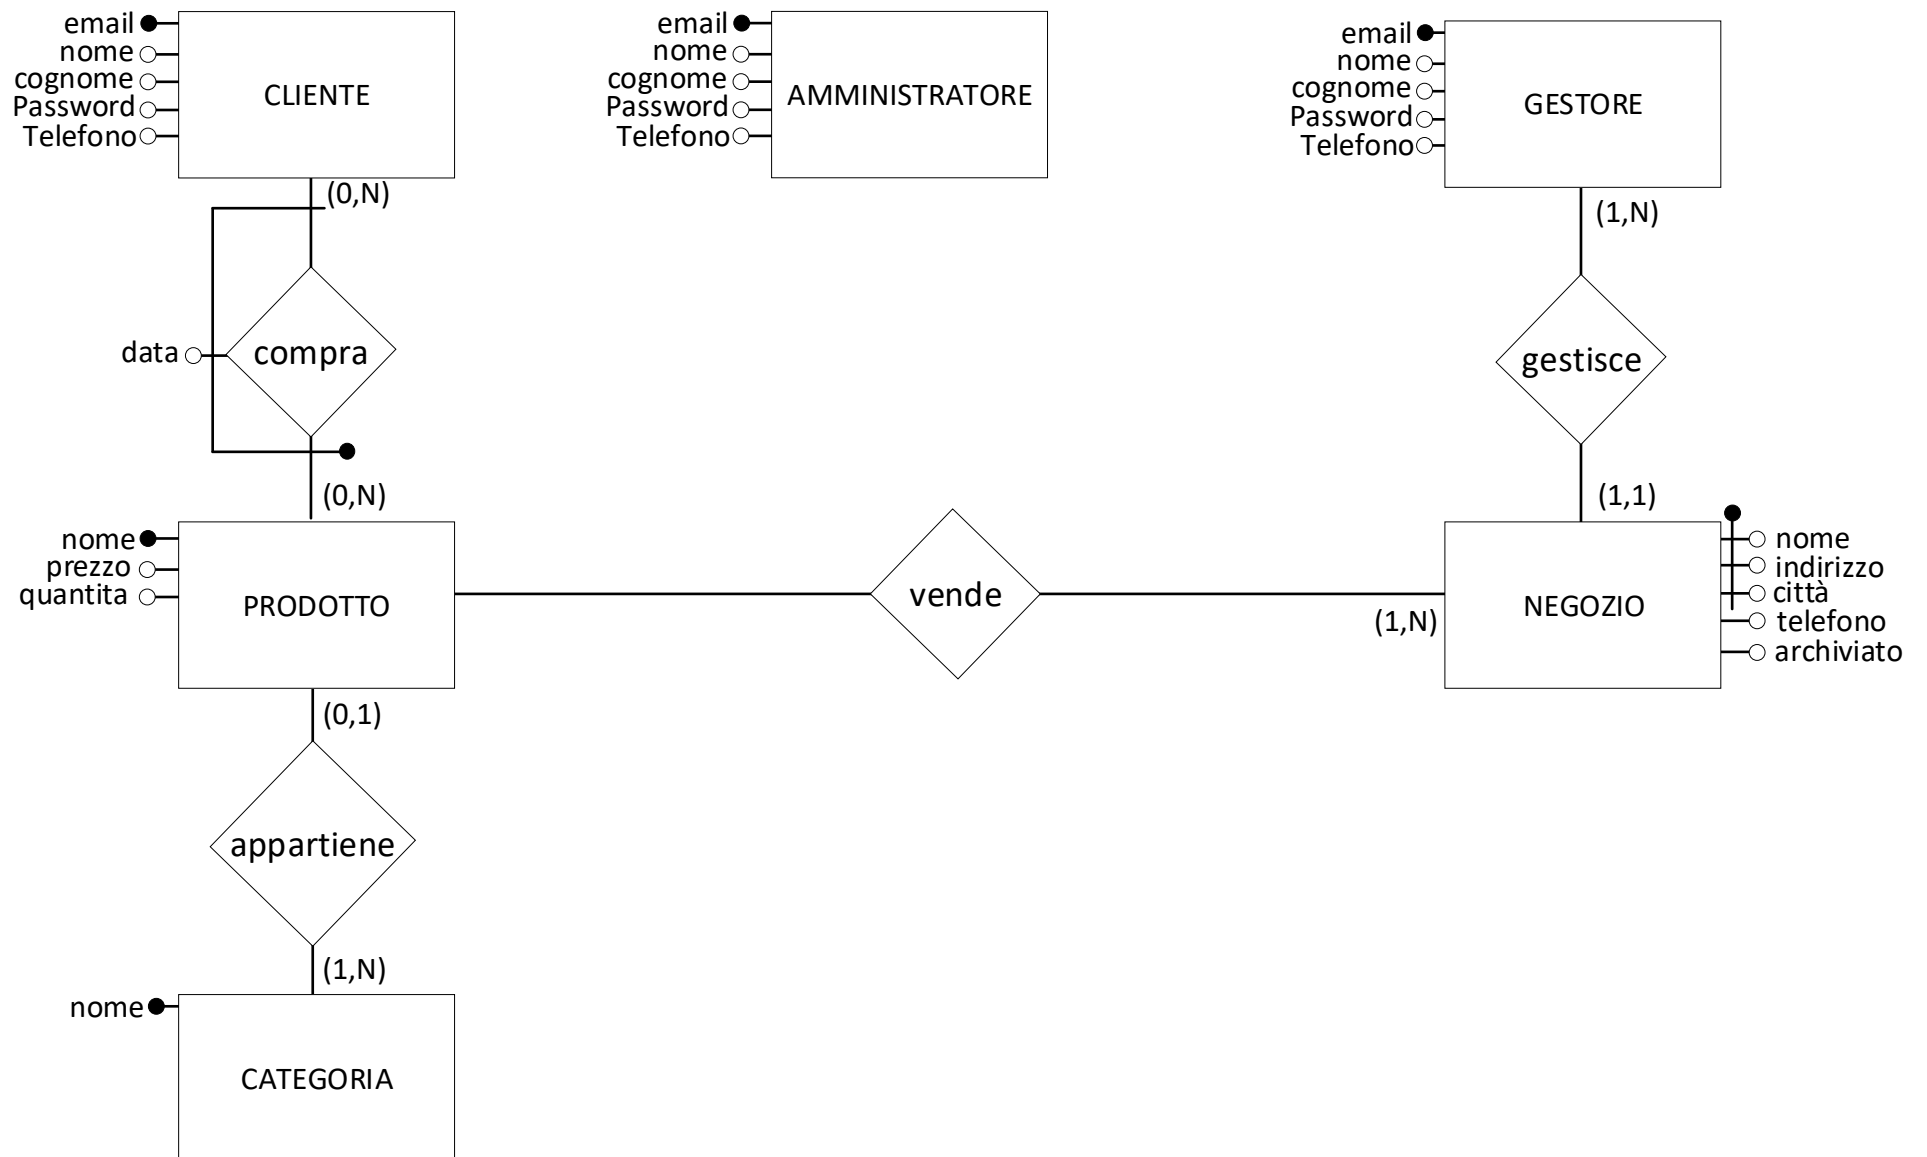 email
nome
cognome
Password
Telefono
CLIENTE
email
nome
cognome
Password
Telefono
AMMINISTRATORE
email
nome
cognome
Password
Telefono
GESTORE
(0,N)
(1,N)
data
compra
gestisce
(0,N)
(1,1)
nome
prezzo
quantita
PRODOTTO
vende
(1,N)
NEGOZIO
nome
indirizzo
città
telefono
archiviato
(0,1)
appartiene
(1,N)
nome
CATEGORIA